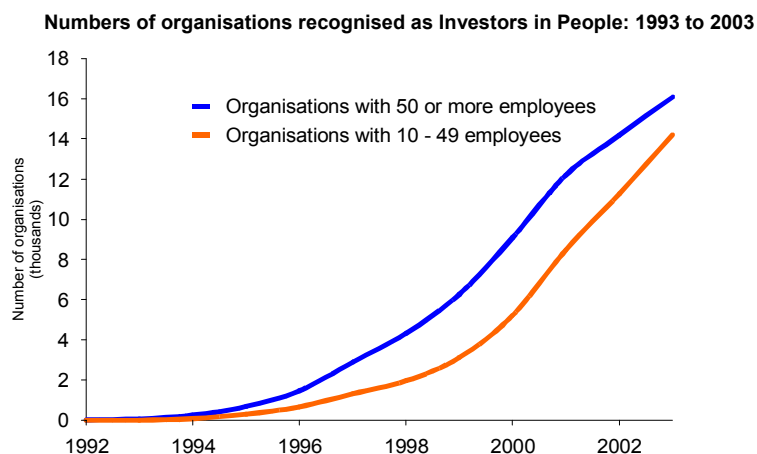 Numbers of organisations recognised as Investors in People: 1993 to 2003
18
16
14
12
10
8
6
4
2
0
Number of organisations
(thousands)
Organisations with 50 or more employees
Organisations with 10 - 49 employees
1992 1994 1996 1998 2000 2002